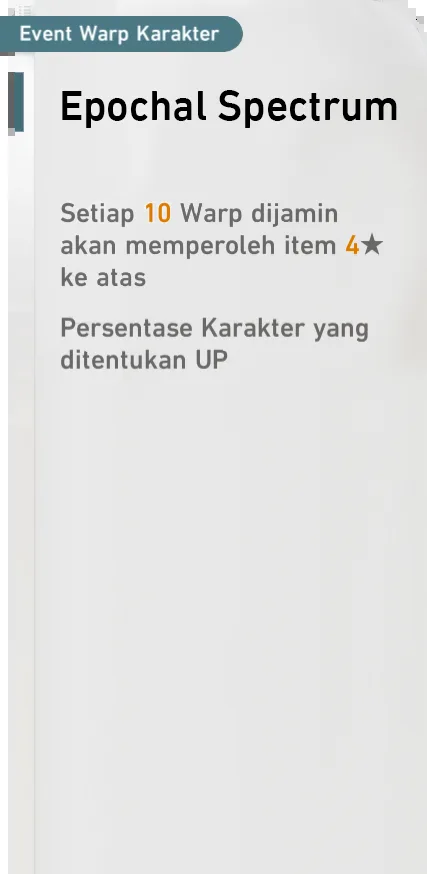 Event Warp Karakter
Epochal Spectrum
Setiap 10 Warp dijamin
akan memperoleh item 4★
ke atas
Persentase Karakter yang
ditentukan UP